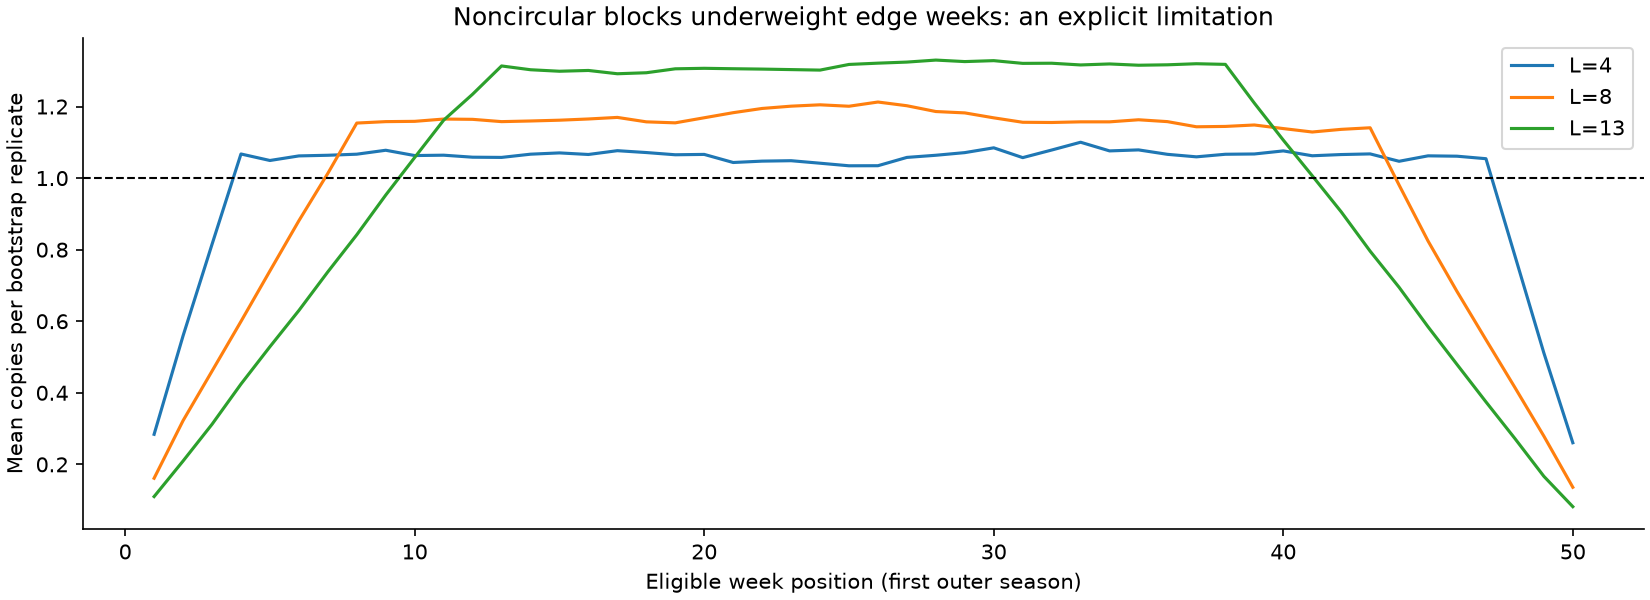 Noncircular blocks underweight edge weeks: an explicit limitation
Mean copies per bootstrap replicate
1.2
1.0
0.8
0.6
0.4
0.2
L=4
L=8
L=13
0 10 20 30 40 50
Eligible week position (first outer season)